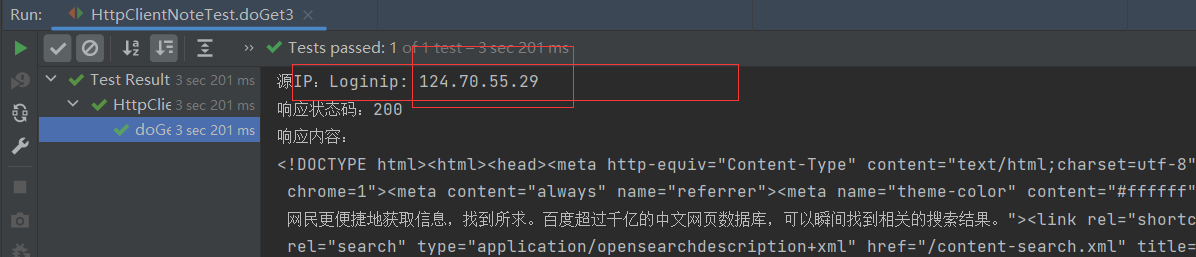 Run: HttpClientNoteTest.doGet3
Tests passed: 1 of 1 test – 3 sec 201 ms
Test Result 3 sec 201 ms
HttpClie 3 sec 201 ms
doGe 3 sec 201 ms
源IP：Loginip: 124.70.55.29
响应状态码：200
响应内容：
<!DOCTYPE html><html><head><meta http-equiv="Content-Type" content="text/html;charset=utf-8"
chrome=1"><meta content="always" name="referrer"><meta name="theme-color" content="#ffffff"
网民更便捷地获取信息，找到所求。百度超过千亿的中文网页数据库，可以瞬间找到相关的搜索结果。"><link rel="shortc
rel="search" type="application/opensearchdescription+xml" href="/content-search.xml" title=